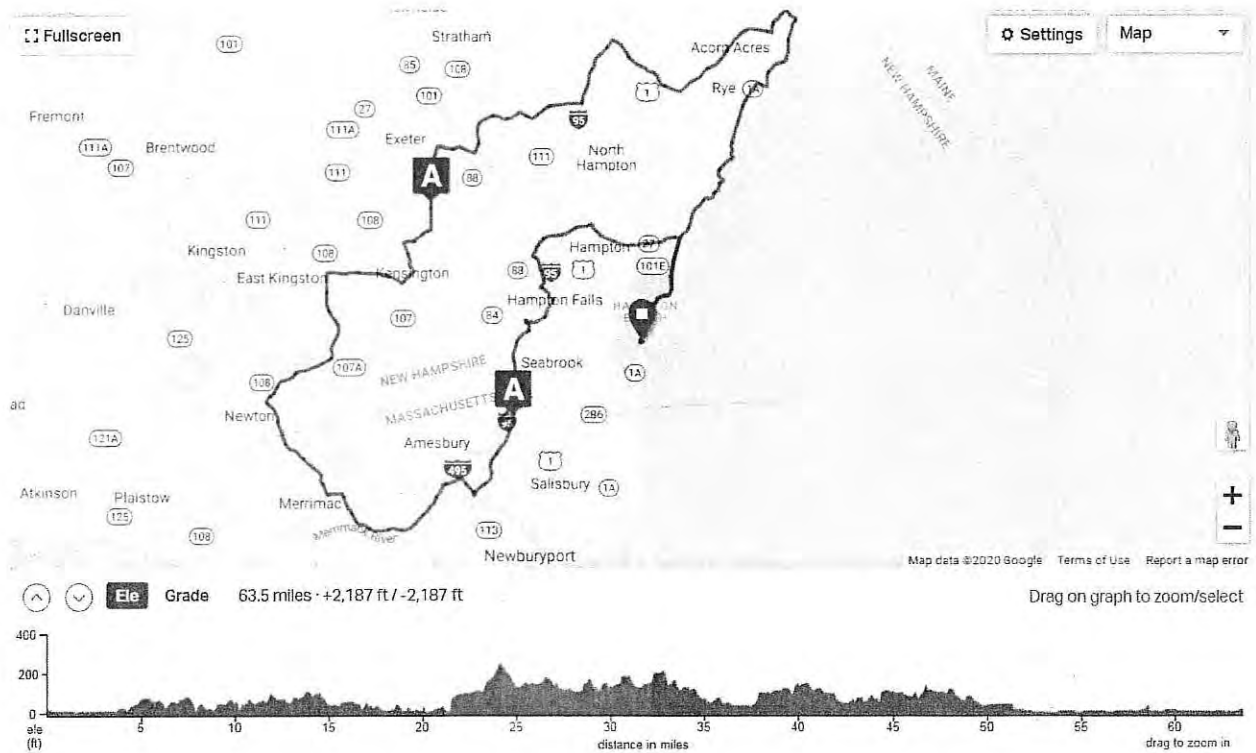 Fullscreen
Settings
Map
101
Stratham
85
108
101
Acorn Acres
1
Rye
1A
MAINE
NEW HAMPSHIRE
Fremont
27
111A
Exeter
95
111A
Brentwood
107
111
A
88
111
North
Hampton
111
108
Kingston
108
East Kingston
Kensington
Hampton
27
88
95
1
101E
Hampton Falls
Danville
107
84
125
Seabrook
1A
107A
NEW HAMPSHIRE
108
A
MASSACHUSETTS
ad
Newton
286
121A
Amesbury
495
1
Salisbury
1A
Atkinson
Plaistow
125
Merrimac
Merrimack River
108
113
Newburyport
+
−
Map data ©2020 Google
Terms of Use
Report a map error
Ele
Grade
63.5 miles · +2,187 ft / -2,187 ft
Drag on graph to zoom/select
400
200
0
ele
(ft)
5
10
15
20
25
30
35
40
45
50
55
60
distance in miles
drag to zoom in